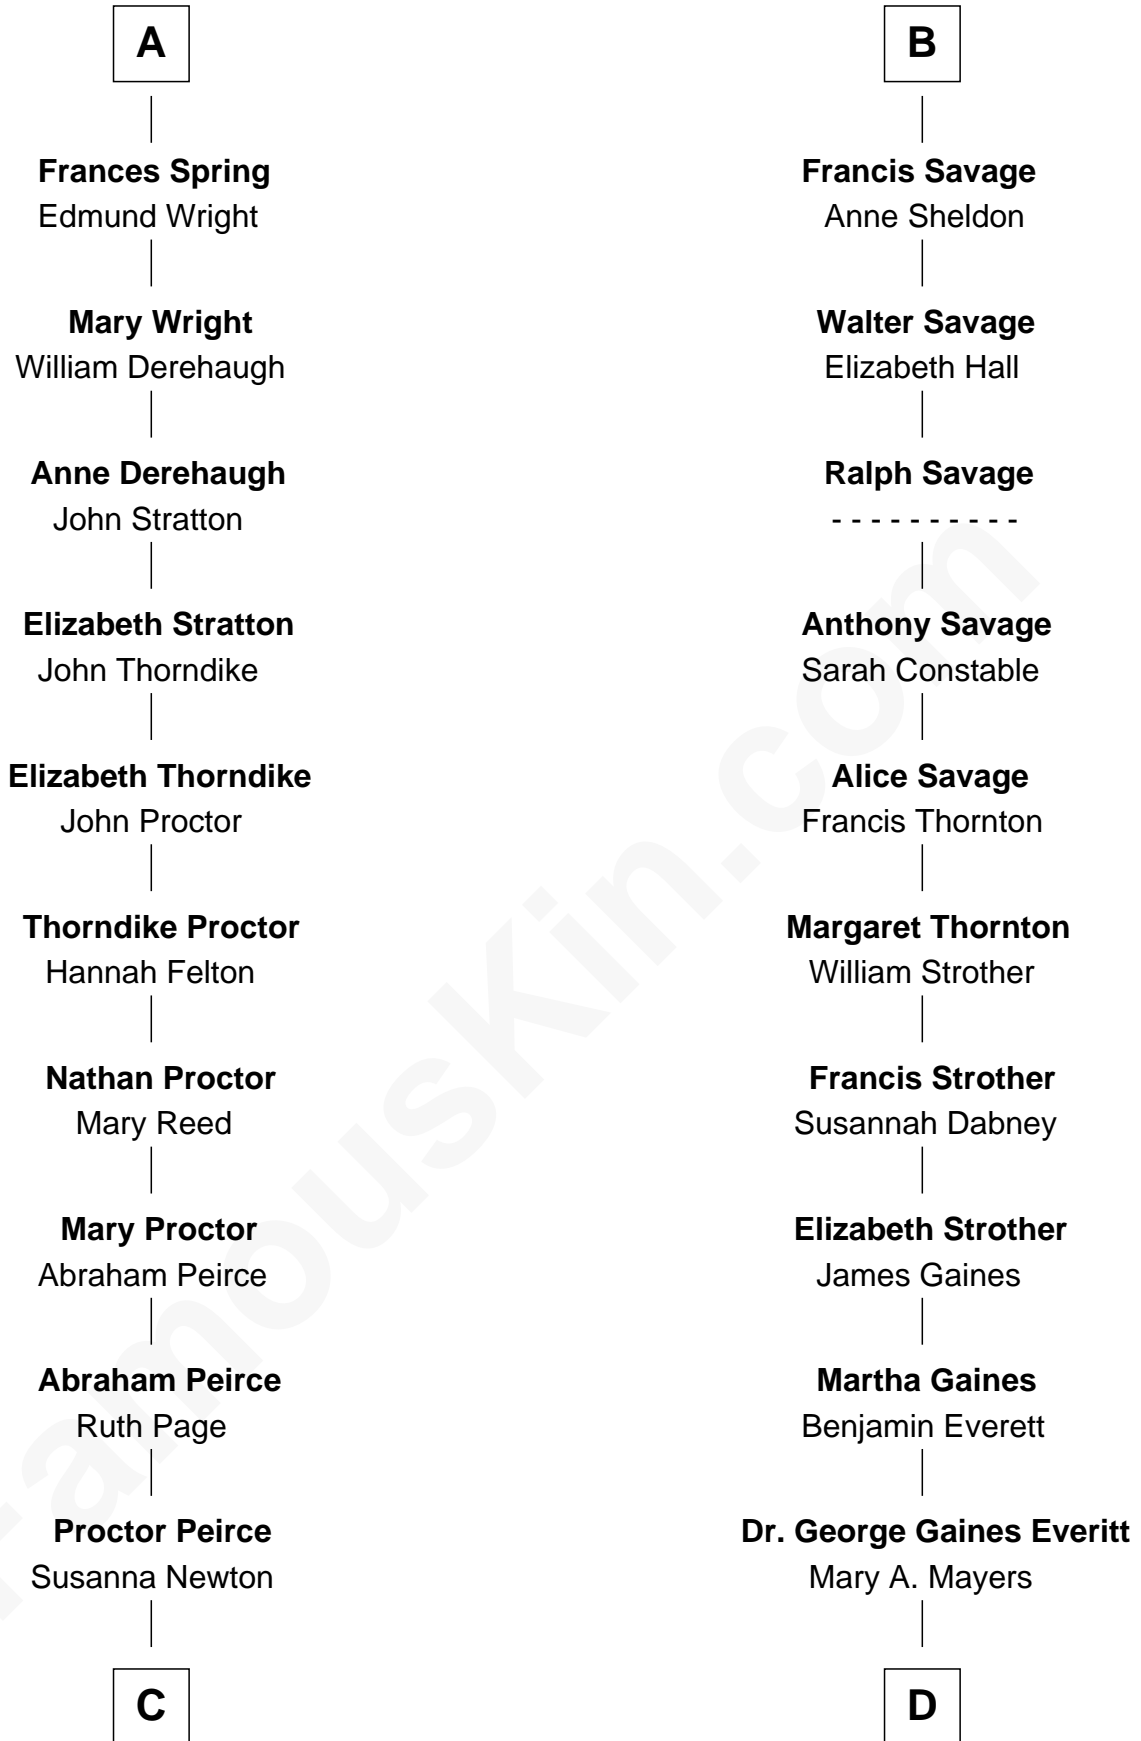 A
Frances Spring
Edmund Wright
Mary Wright
William Derehaugh
Anne Derehaugh
John Stratton
Elizabeth Stratton
John Thorndike
Elizabeth Thorndike
John Proctor
Thorndike Proctor
Hannah Felton
Nathan Proctor
Mary Reed
Mary Proctor
Abraham Peirce
Abraham Peirce
Ruth Page
Proctor Peirce
Susanna Newton
C
B
Francis Savage
Anne Sheldon
Walter Savage
Elizabeth Hall
Ralph Savage
- - - - - - - - - -
Anthony Savage
Sarah Constable
Alice Savage
Francis Thornton
Margaret Thornton
William Strother
Francis Strother
Susannah Dabney
Elizabeth Strother
James Gaines
Martha Gaines
Benjamin Everett
Dr. George Gaines Everitt
Mary A. Mayers
D
FamousKin.com